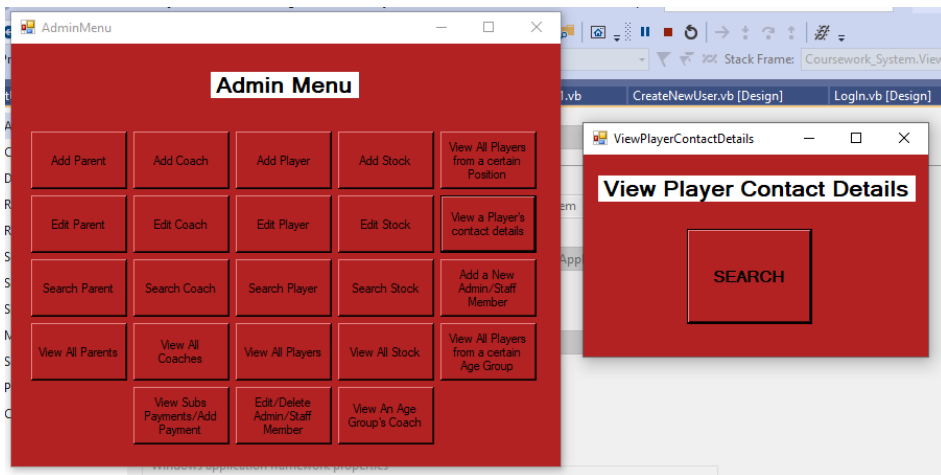 AdminMenu
Admin Menu
Add Parent
Add Coach
Add Player
Add Stock
View All Players
from a certain
Position
Edit Parent
Edit Coach
Edit Player
Edit Stock
View a Player's
contact details
Search Parent
Search Coach
Search Player
Search Stock
Add a New
Admin/Staff
Member
View All Parents
View All
Coaches
View All Players
View All Stock
View All Players
from a certain
Age Group
View Subs
Payments/Add
Payment
Edit/Delete
Admin/Staff
Member
View An Age
Group's Coach
Stack Frame:
Coursework_System.View
1.vb
CreateNewUser.vb [Design]
LogIn.vb [Design]
ViewPlayerContactDetails
View Player Contact Details
SEARCH
em
Appl